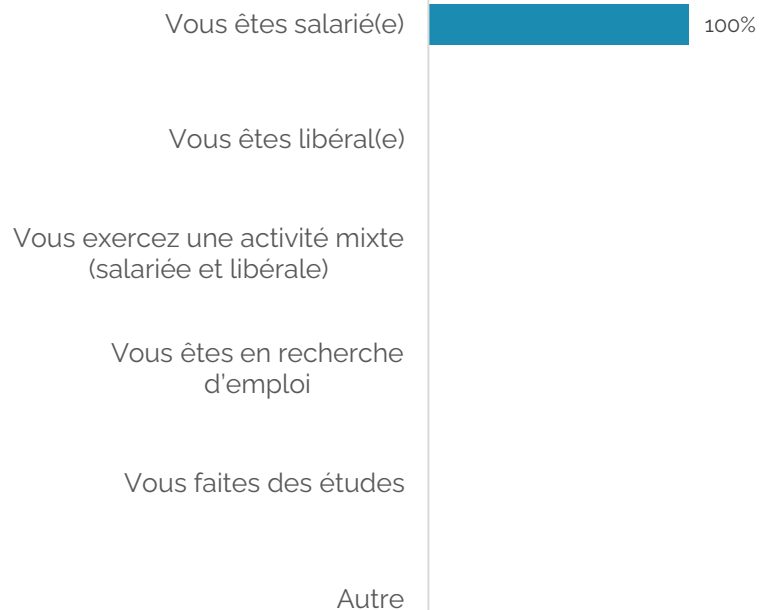 Vous êtes salarié(e)
100%
Vous êtes libéral(e)
Vous exercez une activité mixte
(salariée et libérale)
Vous êtes en recherche
d'emploi
Vous faites des études
Autre